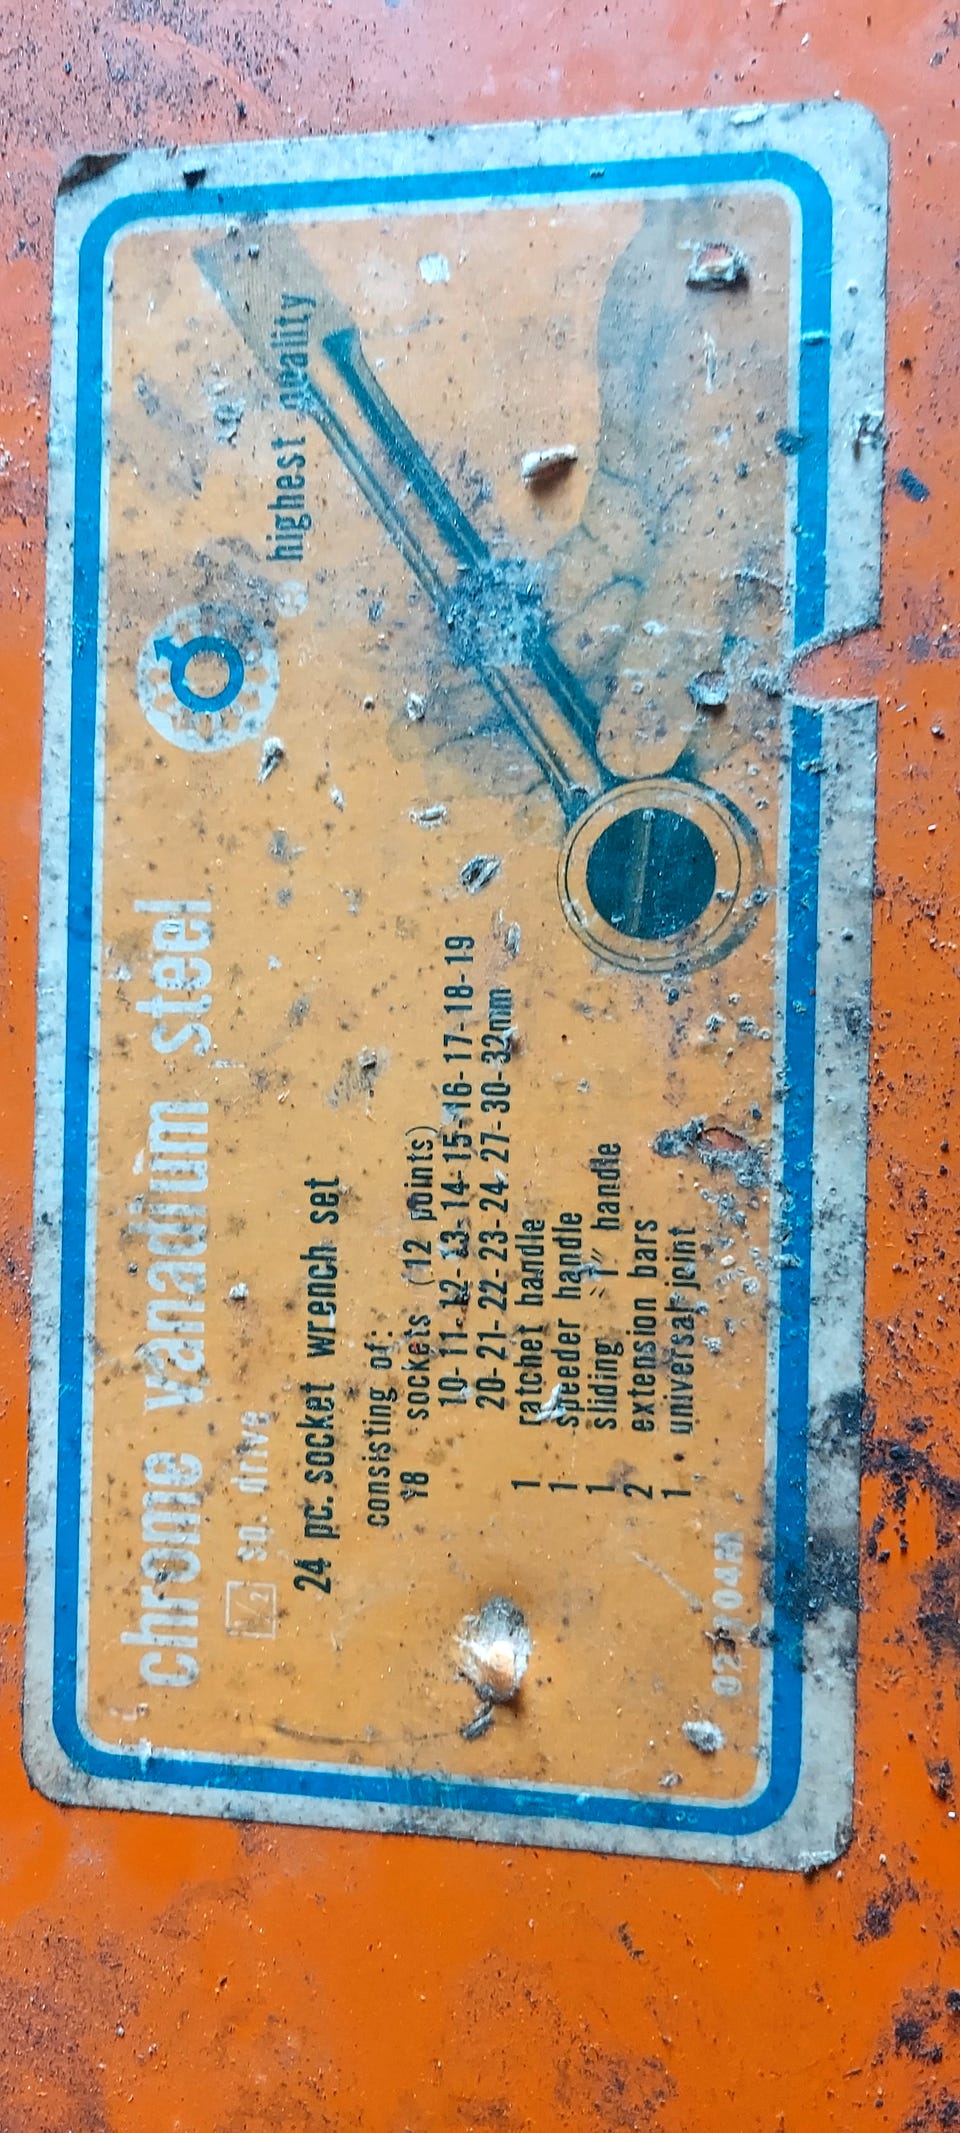 chrome vanadium steel
1/2 sq. drive
highest quality
24 pc. socket wrench set
consisting of:
18 sockets (12 points)
10-11-12-13-14-15-16-17-18-19
20-21-22-23-24-27-30-32mm
1 ratchet handle
1 speeder handle
1 sliding "T" handle
2 extension bars
1 universal joint